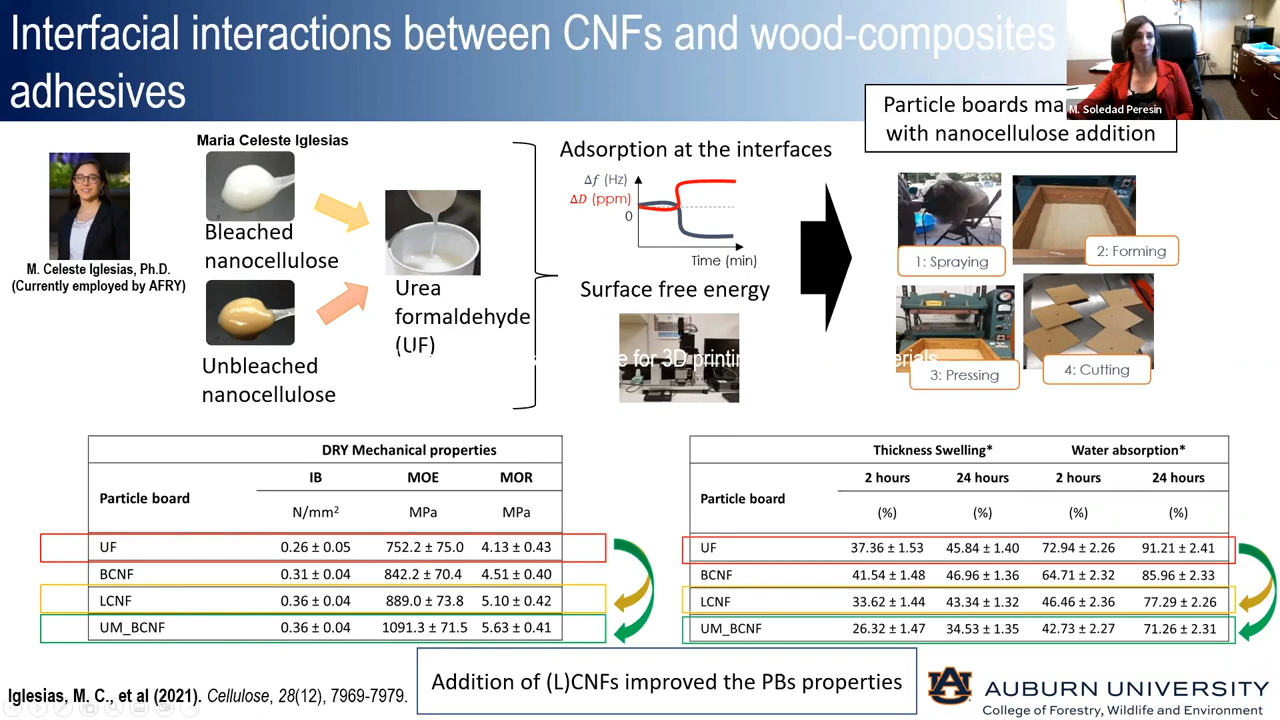 Interfacial interactions between CNFs and wood-composites
adhesives
M. Soledad Peresin
Particle boards
with nanocellulose addition
Maria Celeste Iglesias
Bleached
nanocellulose
Unbleached
nanocellulose
M. Celeste Iglesias, Ph.D.
(Currently employed by AFRY)
Urea
formaldehyde
(UF)
Adsorption at the interfaces
Δf (Hz)
ΔD (ppm)
0
Time (min)
Surface free energy
for 3D
1: Spraying
2: Forming
3: Pressing
4: Cutting
DRY Mechanical properties
Particle board IB MOE MOR
N/mm² MPa MPa
UF 0.26 ± 0.05 752.2 ± 75.0 4.13 ± 0.43
BCNF 0.31 ± 0.04 842.2 ± 70.4 4.51 ± 0.40
LCNF 0.36 ± 0.04 889.0 ± 73.8 5.10 ± 0.42
UM_BCNF 0.36 ± 0.04 1091.3 ± 71.5 5.63 ± 0.41
Thickness Swelling* Water absorption*
Particle board 2 hours 24 hours 2 hours 24 hours
(%) (%) (%) (%)
UF 37.36 ± 1.53 45.84 ± 1.40 72.94 ± 2.26 91.21 ± 2.41
BCNF 41.54 ± 1.48 46.96 ± 1.36 64.71 ± 2.32 85.96 ± 2.33
LCNF 33.62 ± 1.44 43.34 ± 1.32 46.46 ± 2.36 77.29 ± 2.26
UM_BCNF 26.32 ± 1.47 34.53 ± 1.35 42.73 ± 2.27 71.26 ± 2.31
Addition of (L)CNFs improved the PBs properties
Iglesias, M. C., et al (2021). Cellulose, 28(12), 7969-7979.
AUBURN UNIVERSITY
College of Forestry, Wildlife and Environment